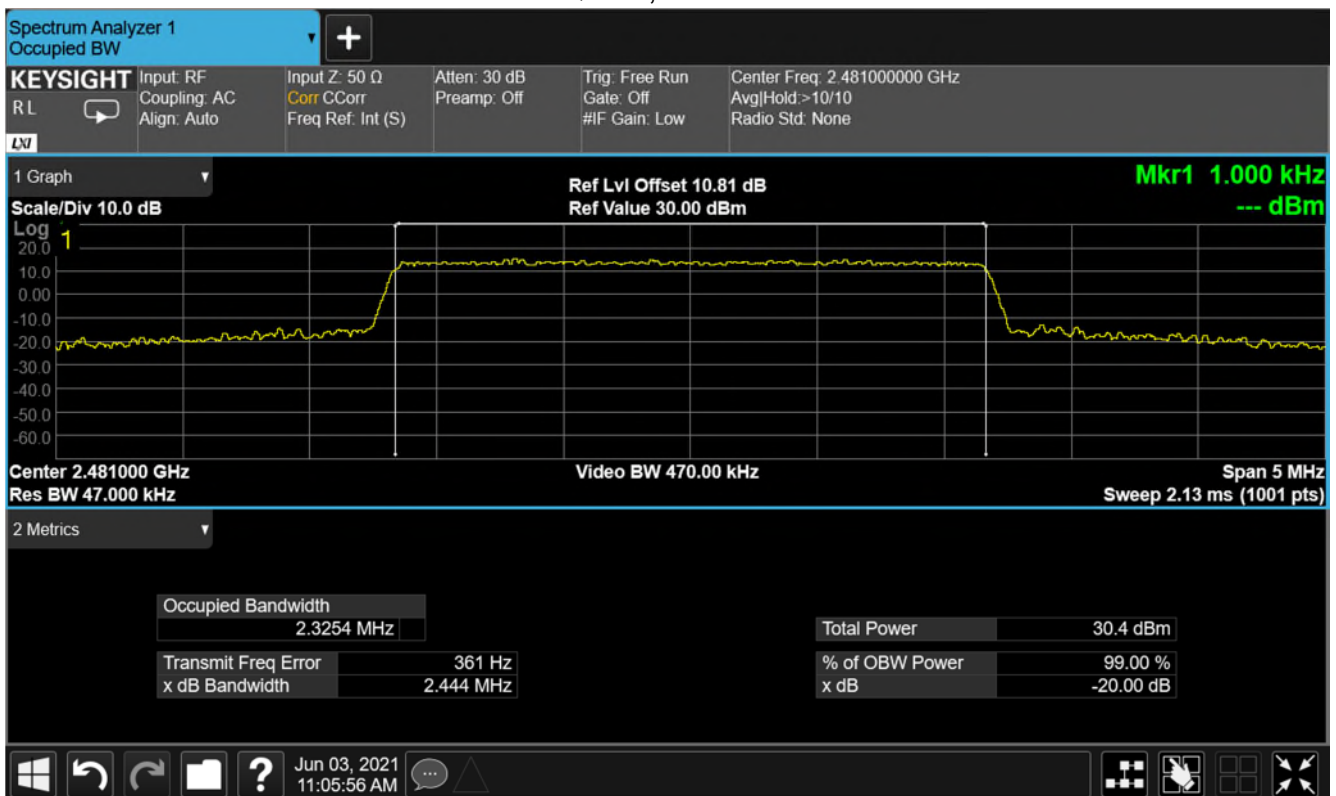 Spectrum Analyzer 1
Occupied BW
+
KEYSIGHT
R L
LXI
Input: RF
Coupling: AC
Align: Auto
Input Z: 50 Ω
Corr CCorr
Freq Ref: Int (S)
Atten: 30 dB
Preamp: Off
Trig: Free Run
Gate: Off
#IF Gain: Low
Center Freq: 2.481000000 GHz
Avg|Hold:>10/10
Radio Std: None
1 Graph
Scale/Div 10.0 dB
Ref Lvl Offset 10.81 dB
Ref Value 30.00 dBm
Mkr1 1.000 kHz
--- dBm
Log
1
20.0
10.0
0.00
-10.0
-20.0
-30.0
-40.0
-50.0
-60.0
Center 2.481000 GHz
Res BW 47.000 kHz
Video BW 470.00 kHz
Span 5 MHz
Sweep 2.13 ms (1001 pts)
2 Metrics
Occupied Bandwidth
2.3254 MHz
Transmit Freq Error 361 Hz
x dB Bandwidth 2.444 MHz
Total Power 30.4 dBm
% of OBW Power 99.00 %
x dB -20.00 dB
?
Jun 03, 2021
11:05:56 AM